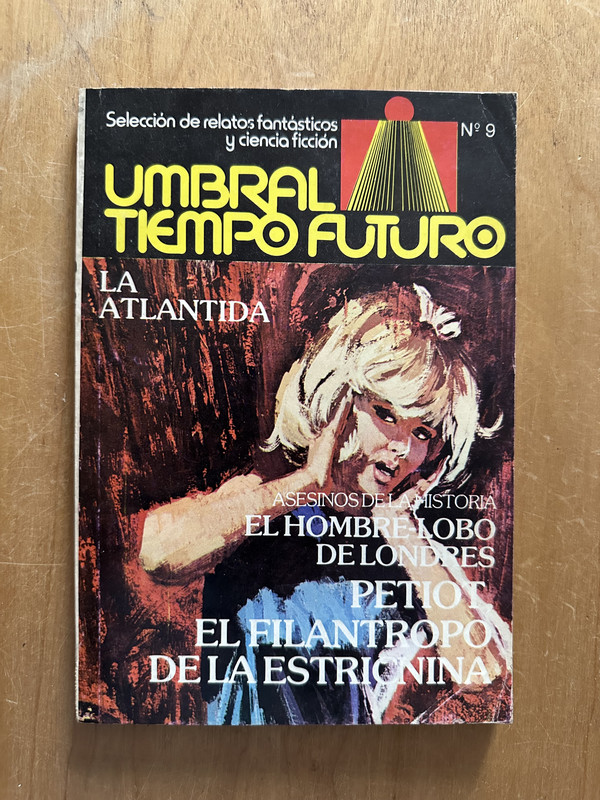 Selección de relatos fantásticos
y ciencia ficción
Nº 9
UMBRAL
TIEMPO FUTURO
LA
ATLANTIDA
ASESINOS DE LA HISTORIA
EL HOMBRE-LOBO
DE LONDRES
PETIOT,
EL FILANTROPO
DE LA ESTRICNINA